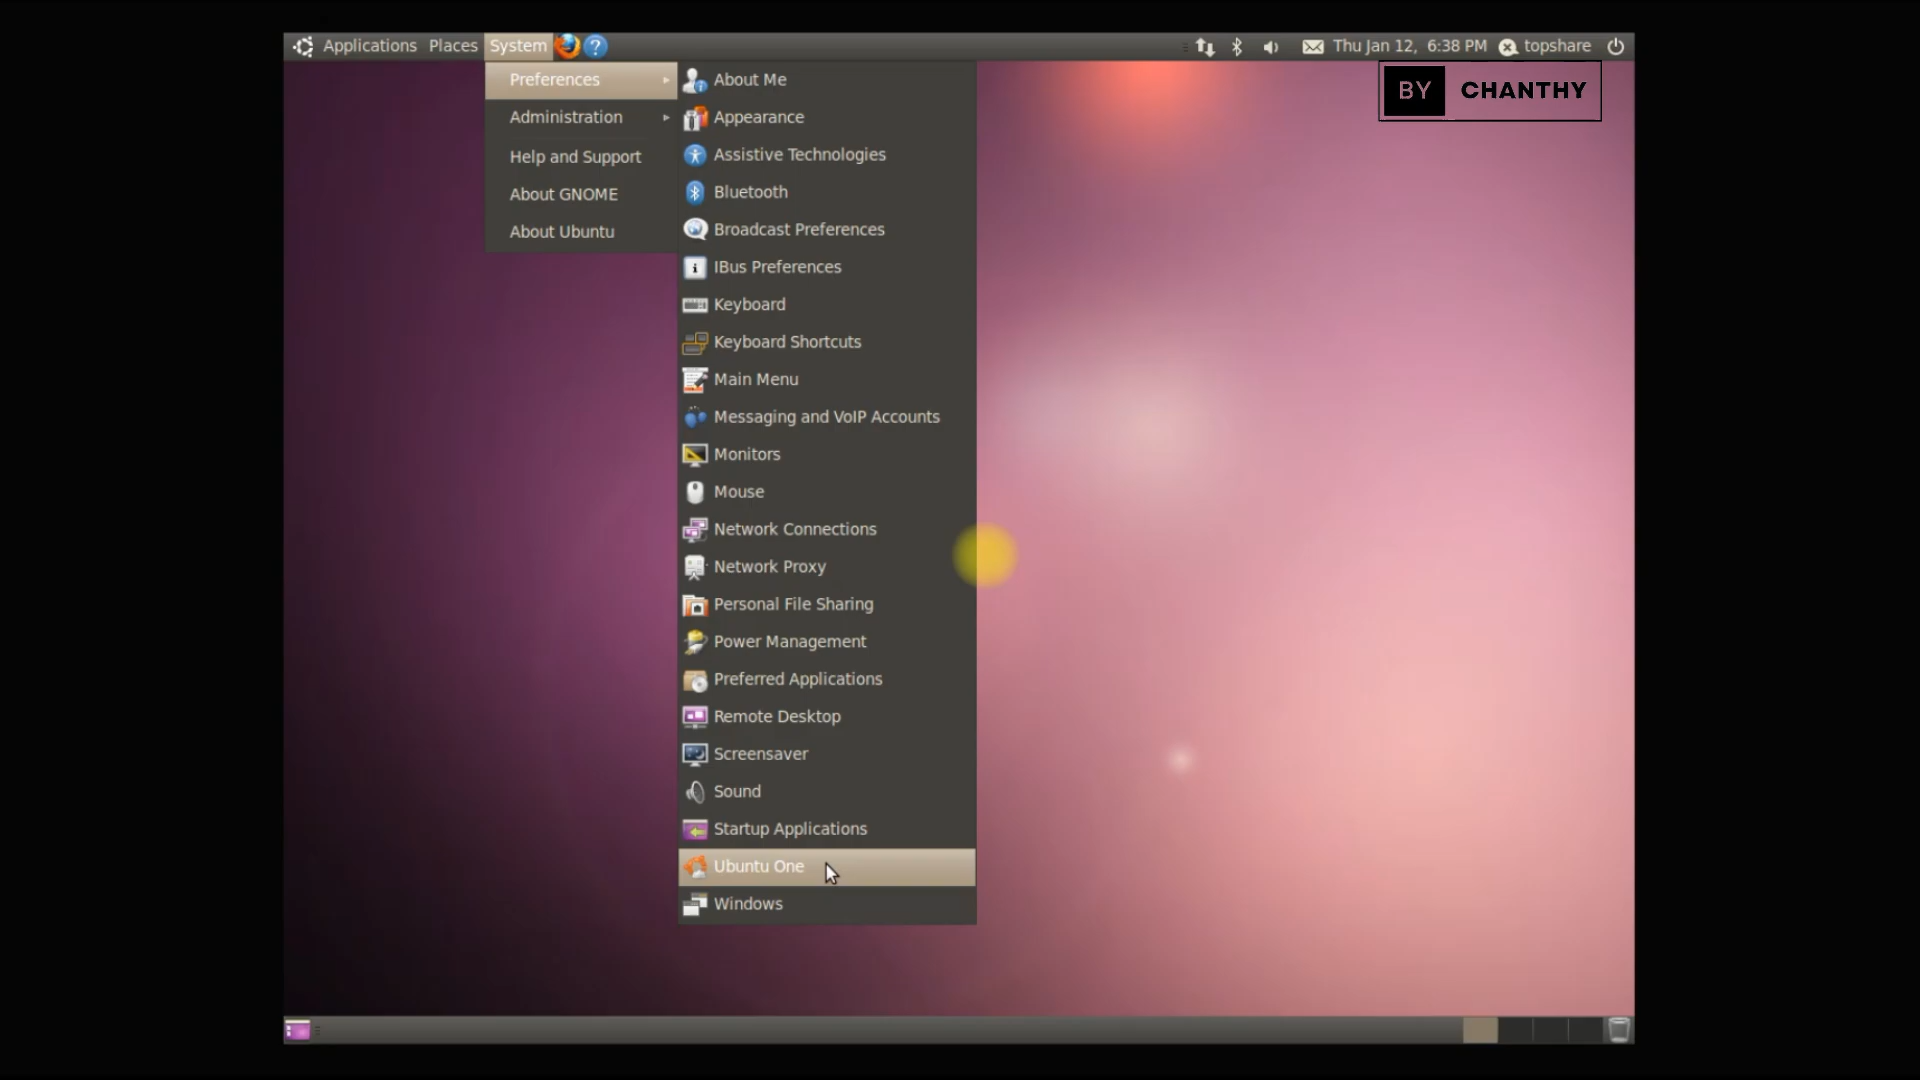 Applications Places System ? Thu Jan 12, 6:38 PM topshare
BY CHANTHY
Preferences
Administration
Help and Support
About GNOME
About Ubuntu
About Me
Appearance
Assistive Technologies
Bluetooth
Broadcast Preferences
IBus Preferences
Keyboard
Keyboard Shortcuts
Main Menu
Messaging and VoIP Accounts
Monitors
Mouse
Network Connections
Network Proxy
Personal File Sharing
Power Management
Preferred Applications
Remote Desktop
Screensaver
Sound
Startup Applications
Ubuntu One
Windows